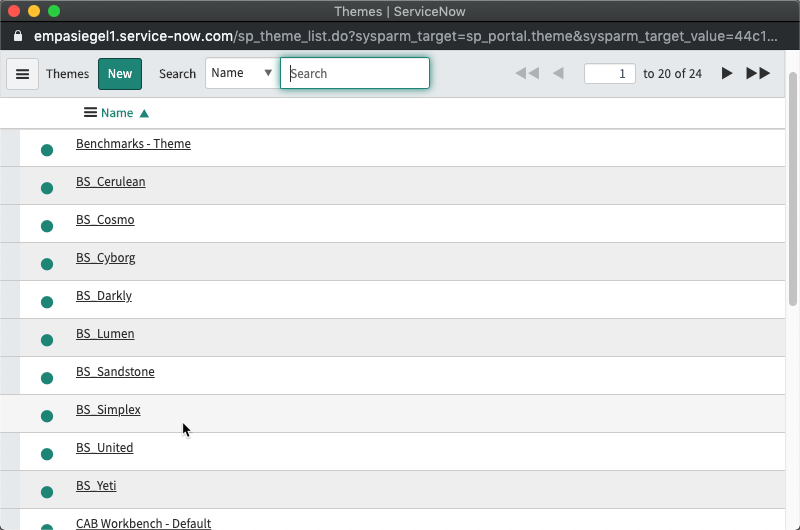 Themes | ServiceNow
empasiegel1.service-now.com/sp_theme_list.do?sysparm_target=sp_portal.theme&sysparm_target_value=44c1...
Themes New Search Name Search 1 to 20 of 24
Name
Benchmarks - Theme
BS_Cerulean
BS_Cosmo
BS_Cyborg
BS_Darkly
BS_Lumen
BS_Sandstone
BS_Simplex
BS_United
BS_Yeti
CAB Workbench - Default